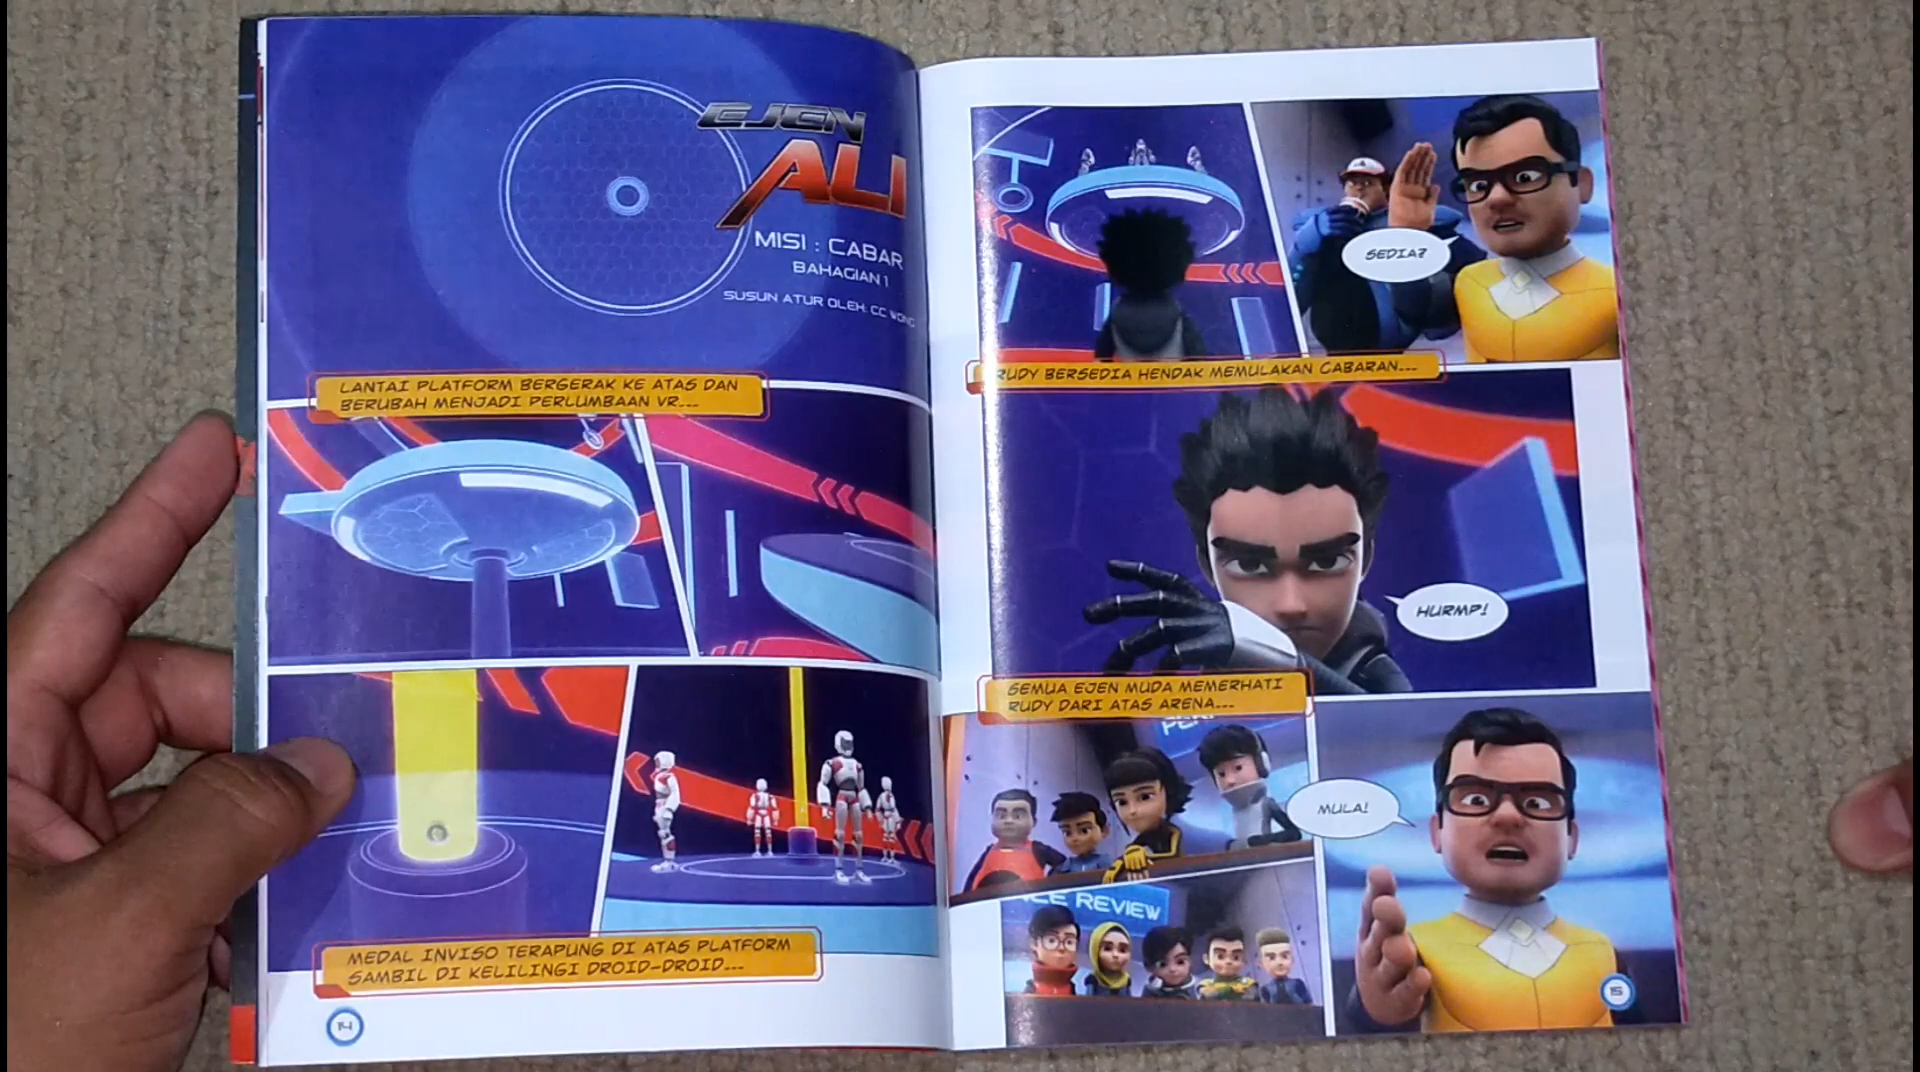 EJEN
ALI
MISI : CABAR
BAHAGIAN 1
SUSUN ATUR OLEH: CC WONG
LANTAI PLATFORM BERGERAK KE ATAS DAN
BERUBAH MENJADI PERLUMBAAN VR...
MEDAL INVISO TERAPUNG DI ATAS PLATFORM
SAMBIL DI KELILINGI DROID-DROID...
14
SEDIA?
RUDY BERSEDIA HENDAK MEMULAKAN CABARAN...
HURMP!
SEMUA EJEN MUDA MEMERHATI
RUDY DARI ATAS ARENA...
MULA!
NCE REVIEW
15